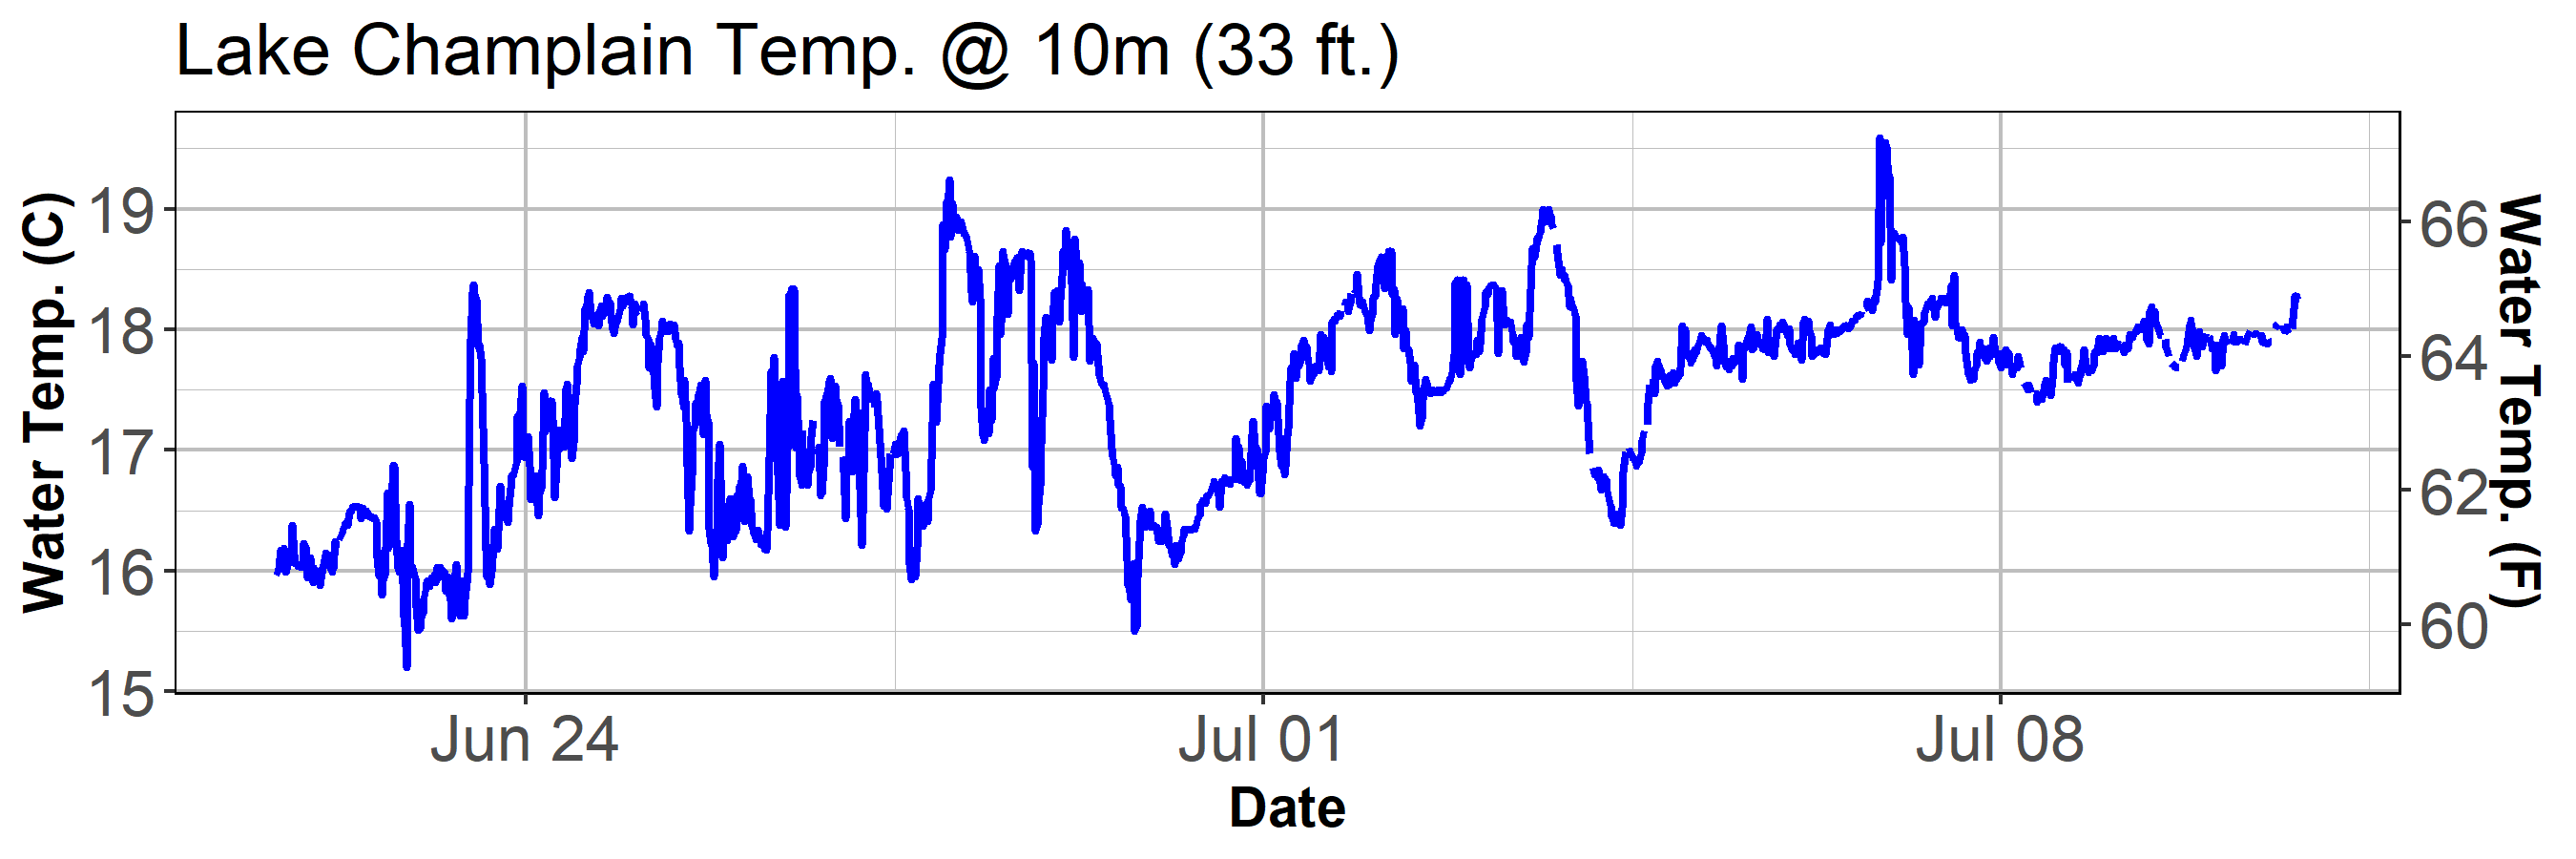 Lake Champlain Temp. @ 10m (33 ft.)
Water Temp. (C)
19
18
17
16
15
66
64
62
60
Water Temp. (F)
Jun 24
Jul 01
Jul 08
Date